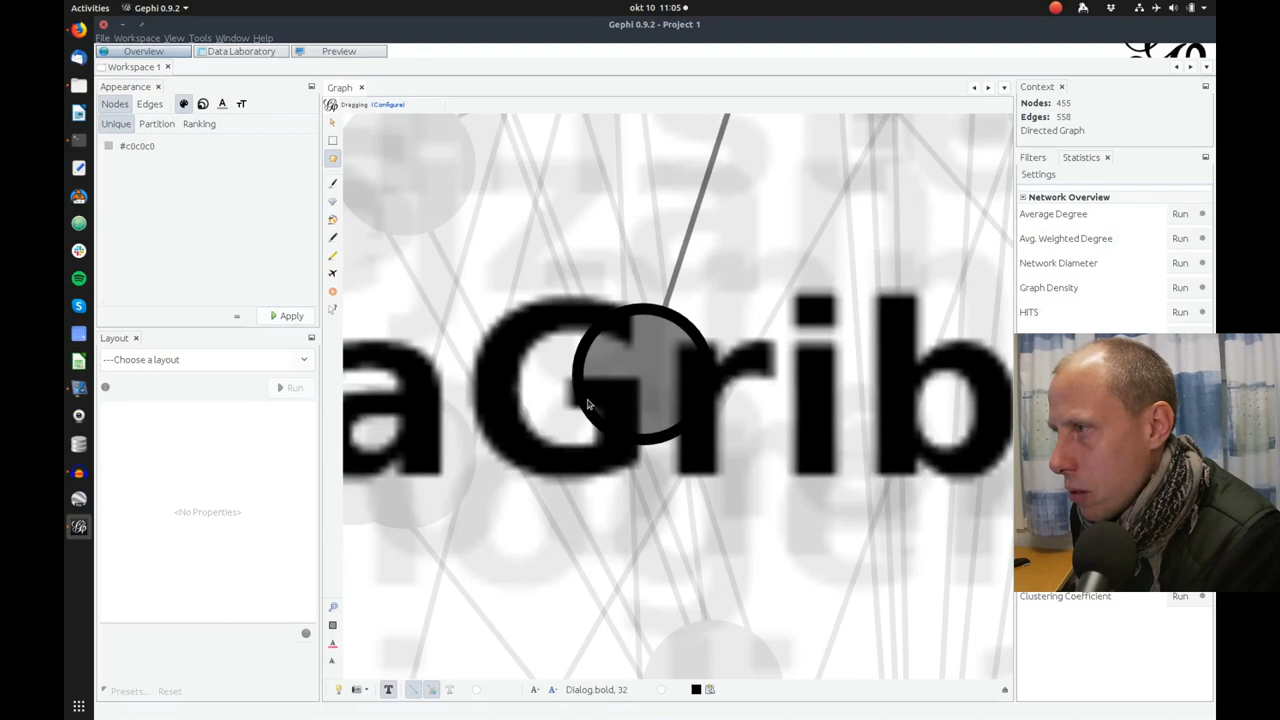 Activities
Gephi 0.9.2
okt 10 11:05
Gephi 0.9.2 - Project 1
File Workspace View Tools Window Help
Overview
Data Laboratory
Preview
Workspace 1
Appearance
Nodes
Edges
Unique
Partition
Ranking
#c0c0c0
Apply
Layout
---Choose a layout
Run
<No Properties>
Presets...
Reset
Graph
Dragging
(Configure)
aGrib
Dialog.bold, 32
Context
Nodes: 455
Edges: 558
Directed Graph
Filters
Statistics
Settings
Network Overview
Average Degree Run
Avg. Weighted Degree Run
Network Diameter Run
Graph Density Run
HITS Run
Clustering Coefficient Run